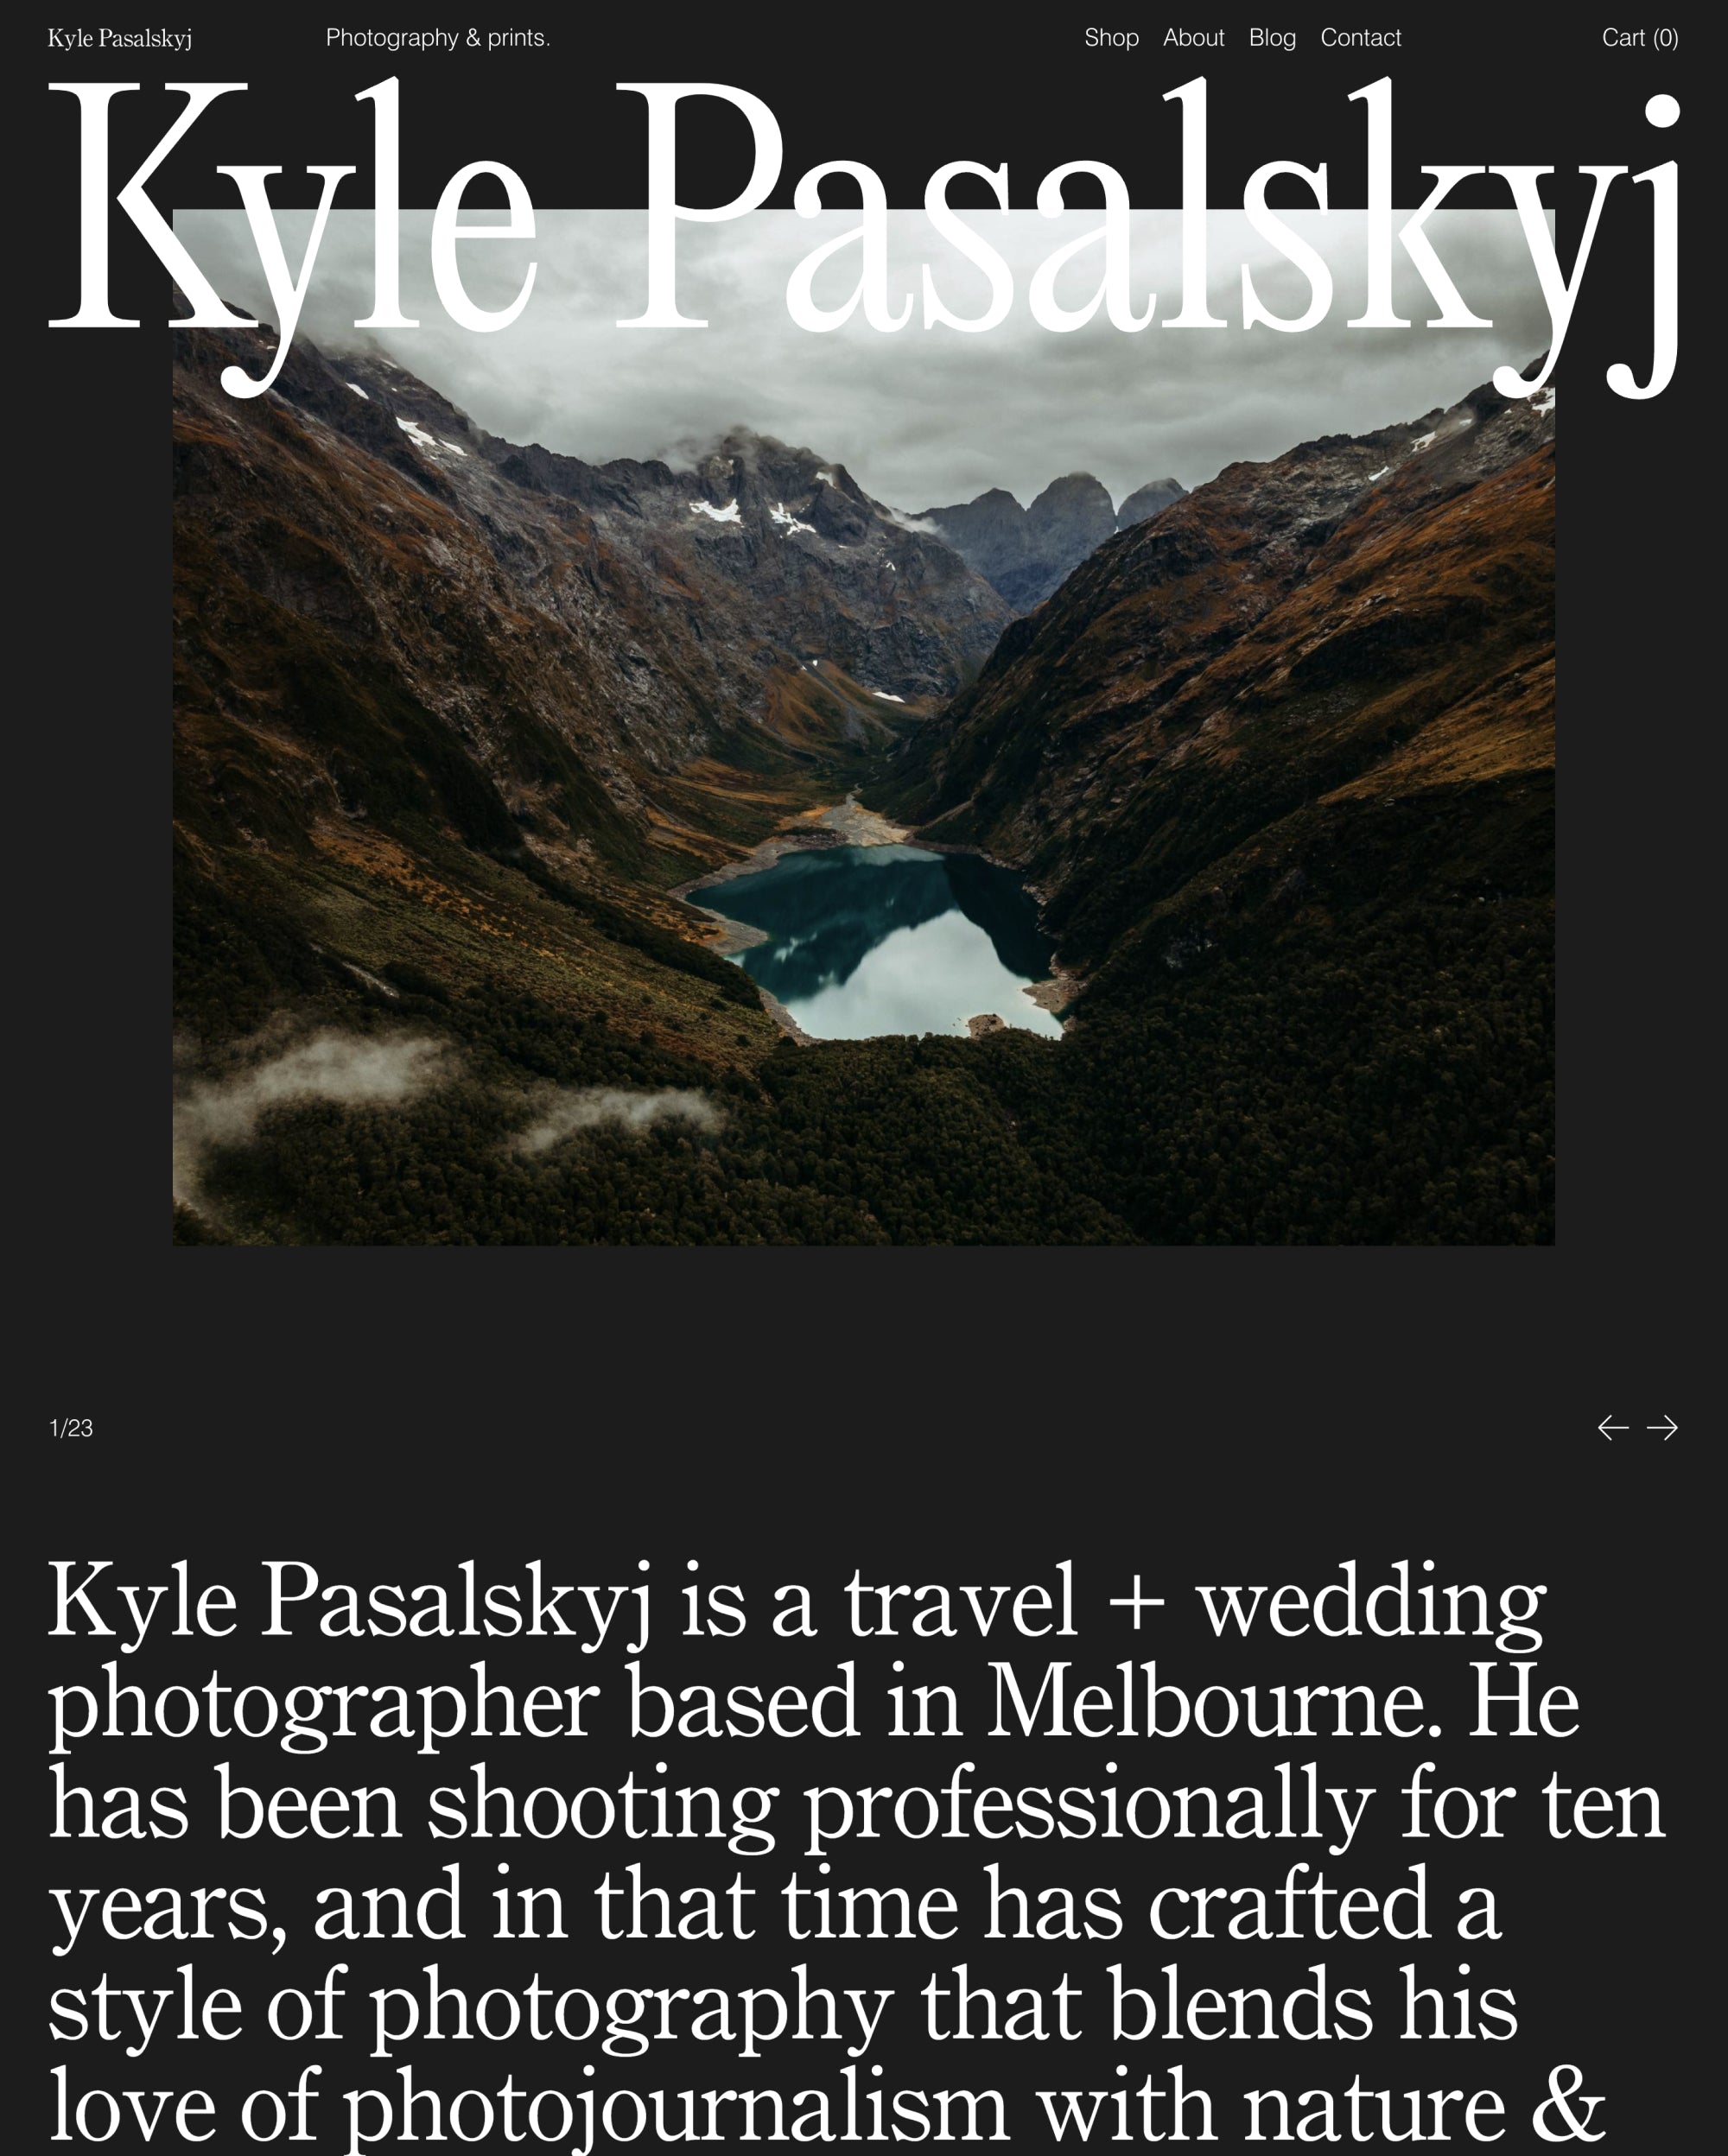 Kyle Pasalskyj
Photography & prints.
Shop About Blog Contact
Cart (0)
Kyle Pasalskyj
1/23
Kyle Pasalskyj is a travel + wedding
photographer based in Melbourne. He
has been shooting professionally for ten
years, and in that time has crafted a
style of photography that blends his
love of photojournalism with nature &